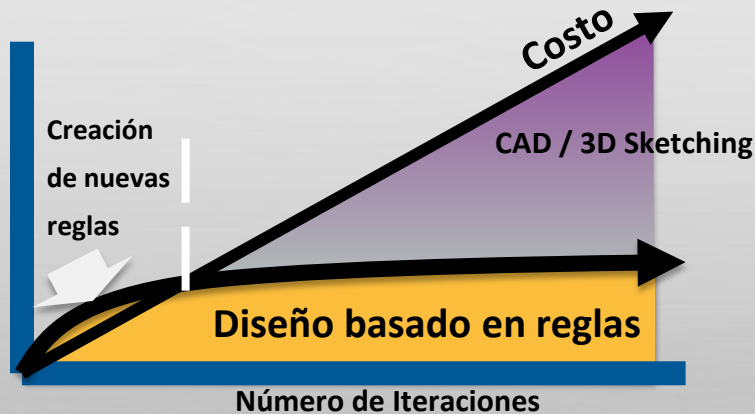 Costo
Creación
de nuevas
reglas
CAD / 3D Sketching
Diseño basado en reglas
Número de Iteraciones